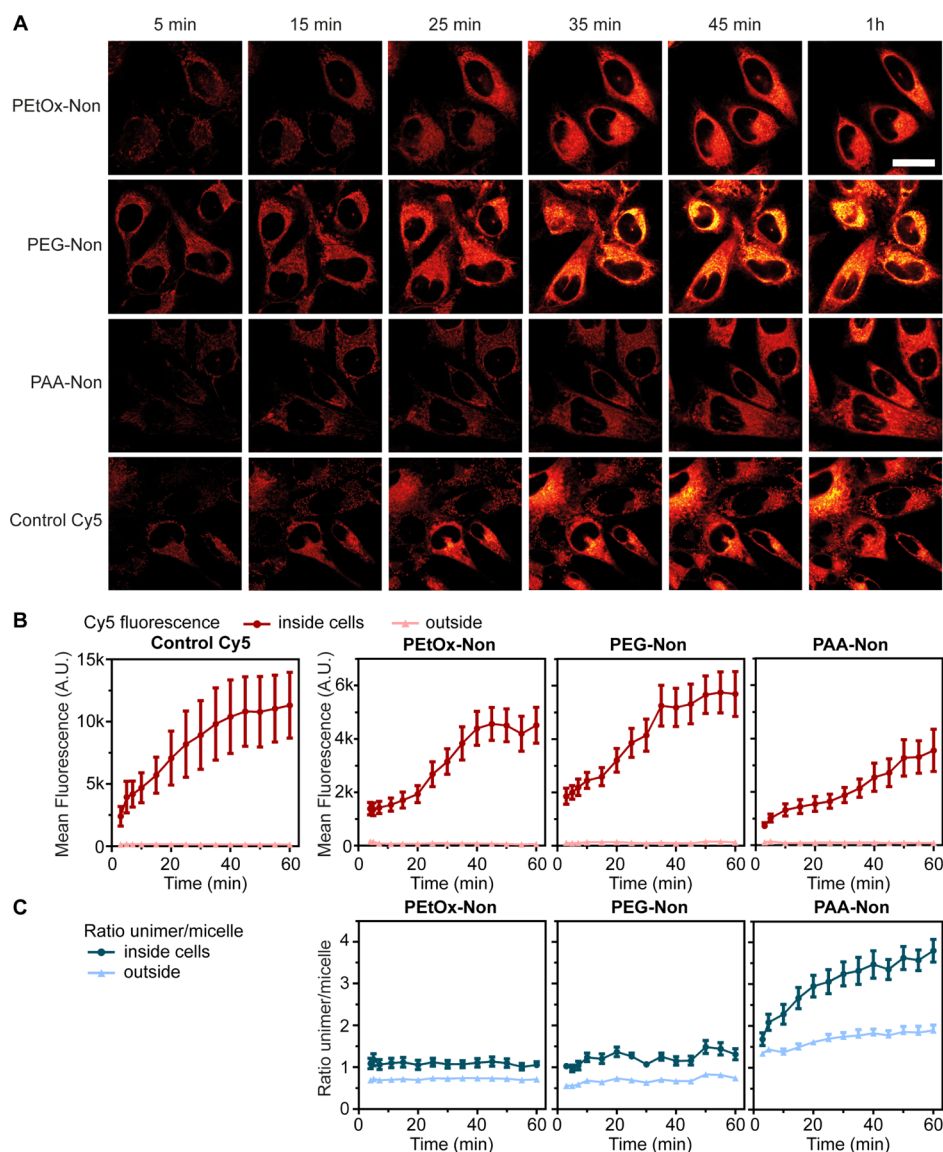 A
5 min 15 min 25 min 35 min 45 min 1h
PEtOx-Non
PEG-Non
PAA-Non
Control Cy5
B
Cy5 fluorescence inside cells outside
Control Cy5 PEtOx-Non PEG-Non PAA-Non
Mean Fluorescence (A.U.)
15k
10k
5k
0
0 20 40 60
Time (min)
Mean Fluorescence (A.U.)
6k
4k
2k
0
0 20 40 60
Time (min)
0 20 40 60
Time (min)
0 20 40 60
Time (min)
C
Ratio unimer/micelle
inside cells
outside
PEtOx-Non PEG-Non PAA-Non
Ratio unimer/micelle
4
3
2
1
0
0 20 40 60
Time (min)
0 20 40 60
Time (min)
0 20 40 60
Time (min)